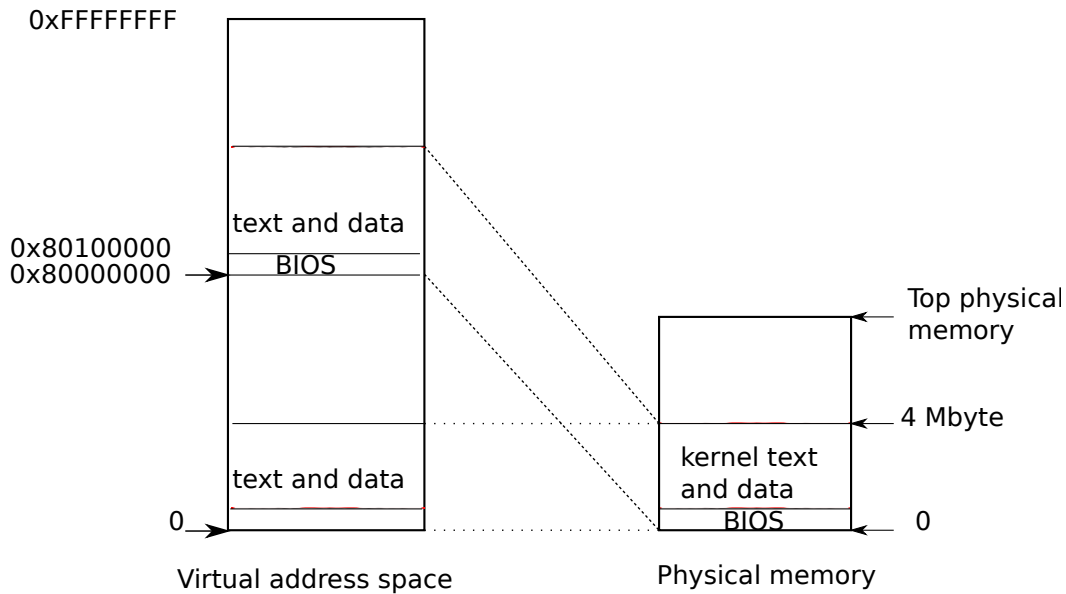 0xFFFFFFFF
text and data
0x80100000
BIOS
0x80000000
text and data
0
Virtual address space
Top physical
memory
4 Mbyte
kernel text
and data
BIOS
0
Physical memory